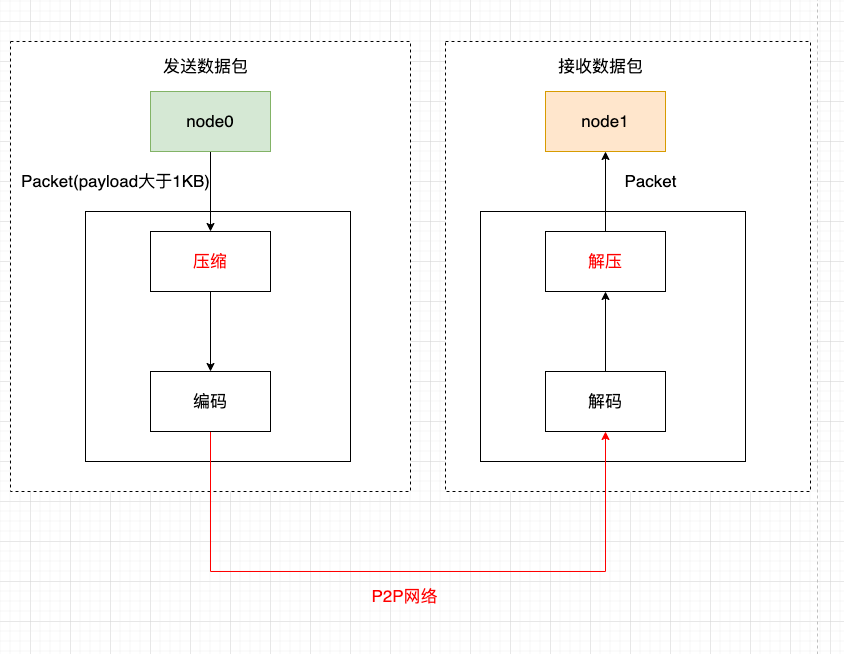 发送数据包
接收数据包
node0
node1
Packet(payload大于1KB)
Packet
压缩
解压
编码
解码
P2P网络